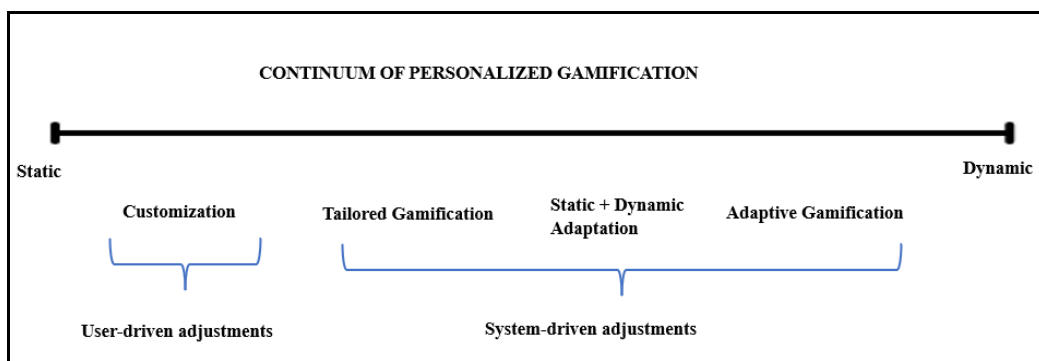 CONTINUUM OF PERSONALIZED GAMIFICATION
Static
Dynamic
Customization
Tailored Gamification
Static + Dynamic
Adaptation
Adaptive Gamification
User-driven adjustments
System-driven adjustments